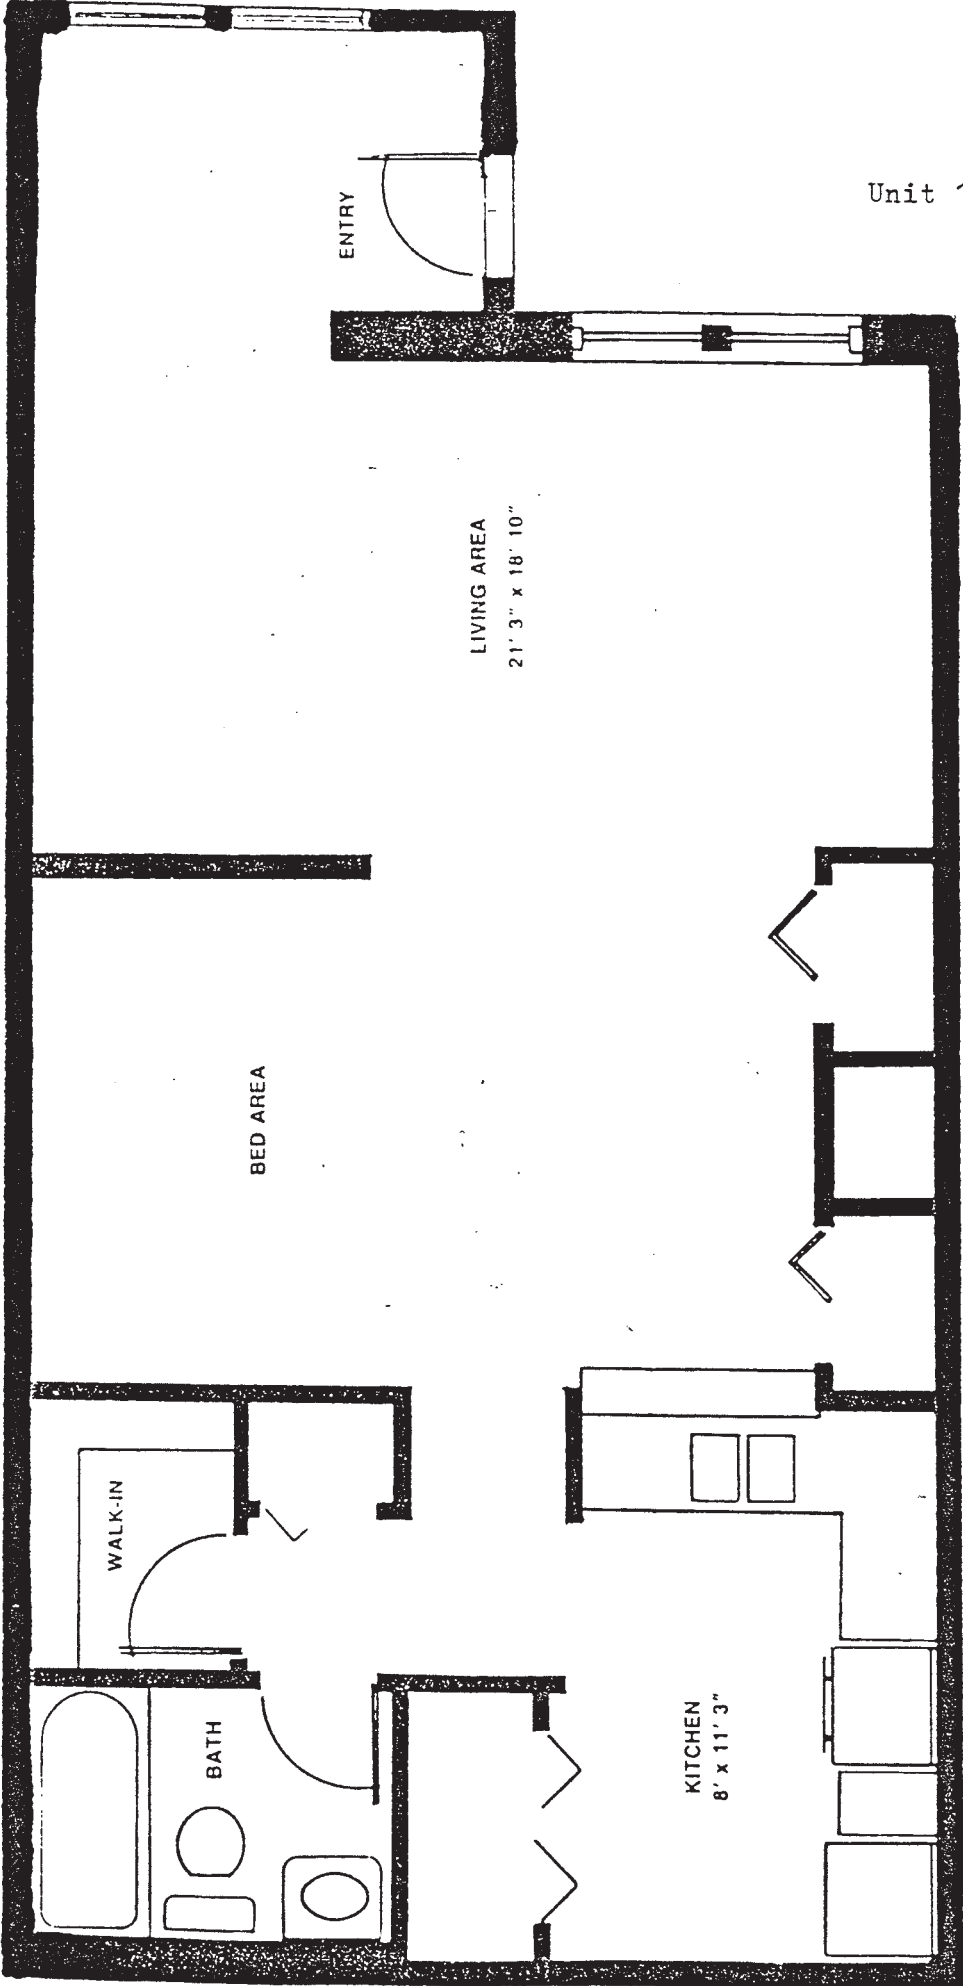 Unit
ENTRY
LIVING AREA
21' 3" x 18' 10"
BED AREA
WALK-IN
BATH
KITCHEN
8' x 11' 3"